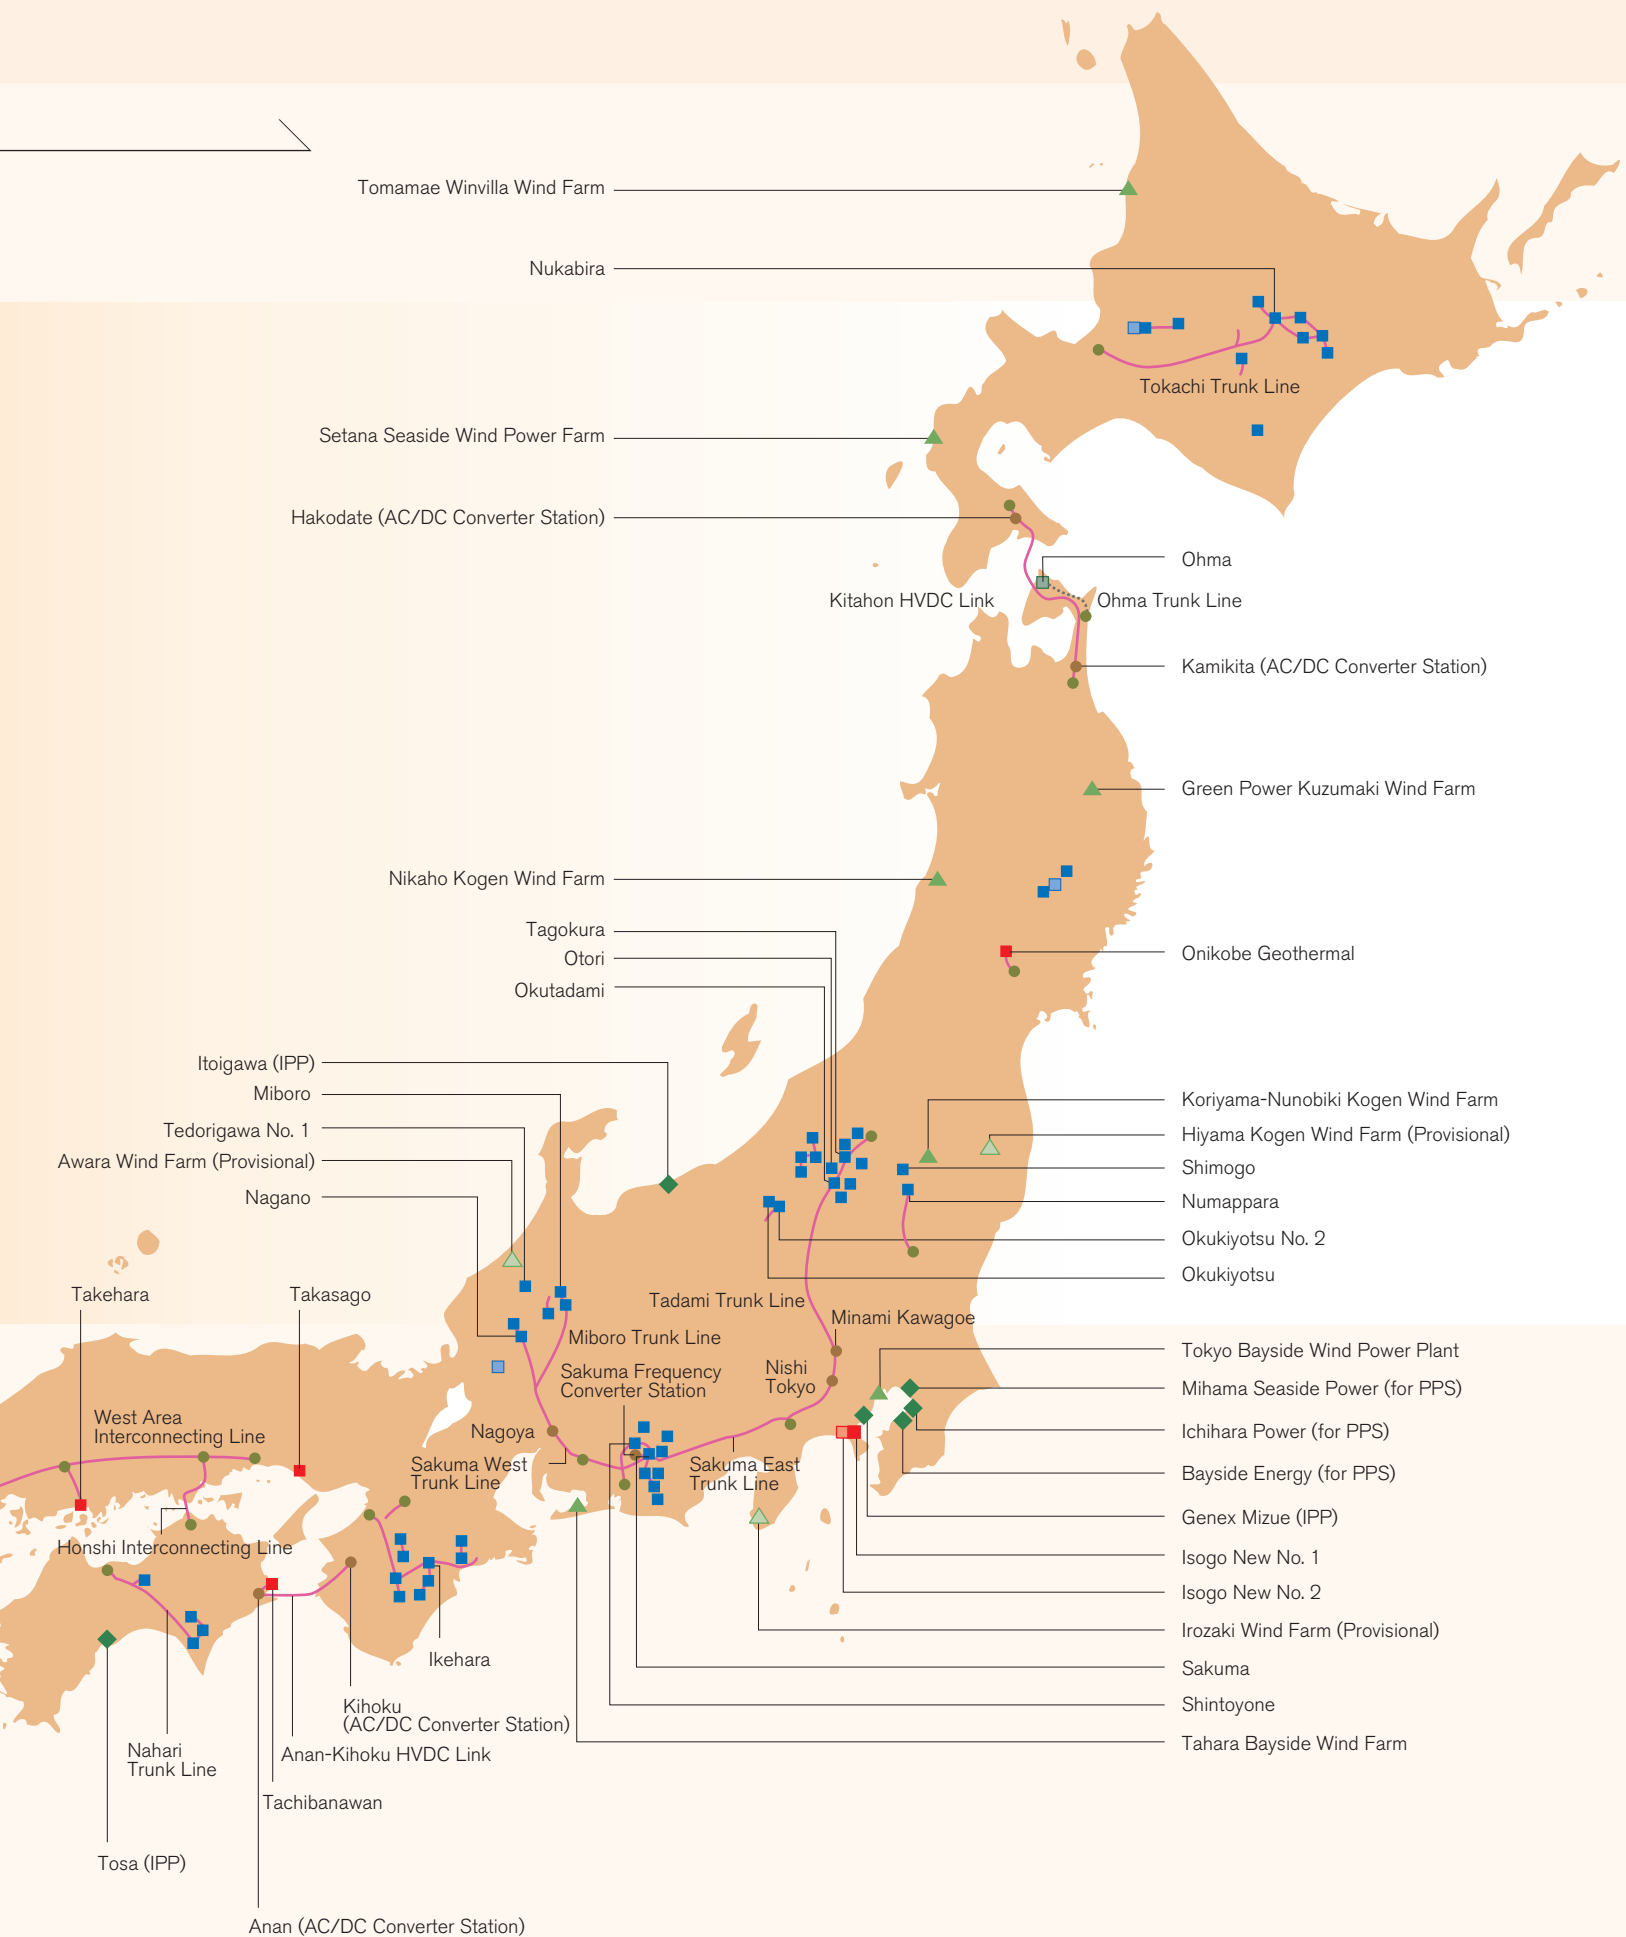 Tomamae Winvilla Wind Farm
Nukabira
Tokachi Trunk Line
Setana Seaside Wind Power Farm
Hakodate (AC/DC Converter Station)
Ohma
Kitahon HVDC Link
Ohma Trunk Line
Kamikita (AC/DC Converter Station)
Green Power Kuzumaki Wind Farm
Nikaho Kogen Wind Farm
Tagokura
Otori
Okutadami
Onikobe Geothermal
Itoigawa (IPP)
Miboro
Tedorigawa No. 1
Awara Wind Farm (Provisional)
Nagano
Koriyama-Nunobiki Kogen Wind Farm
Hiyama Kogen Wind Farm (Provisional)
Shimogo
Numappara
Okukiyotsu No. 2
Okukiyotsu
Takehara
Takasago
Tadami Trunk Line
Minami Kawagoe
Miboro Trunk Line
Sakuma Frequency
Converter Station
Nishi
Tokyo
Tokyo Bayside Wind Power Plant
Mihama Seaside Power (for PPS)
Ichihara Power (for PPS)
Bayside Energy (for PPS)
Genex Mizue (IPP)
Isogo New No. 1
Isogo New No. 2
Irozaki Wind Farm (Provisional)
Sakuma
Shintoyone
Tahara Bayside Wind Farm
West Area
Interconnecting Line
Nagoya
Sakuma West
Trunk Line
Sakuma East
Trunk Line
Honshi Interconnecting Line
Ikehara
Kihoku
(AC/DC Converter Station)
Nahari
Trunk Line
Anan-Kihoku HVDC Link
Tachibanawan
Tosa (IPP)
Anan (AC/DC Converter Station)